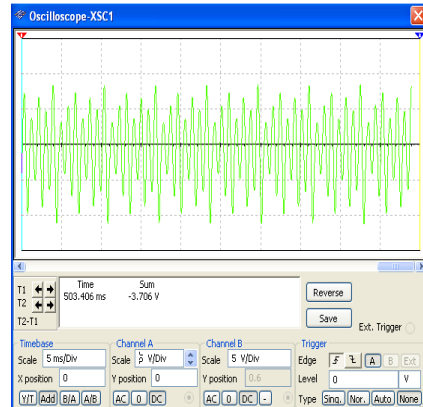 Oscilloscope-XSC1
1
Time Sum
T1 503.406 ms -3.706 V
T2
T2-T1
Reverse
Save
Ext. Trigger
Timebase Channel A Channel B Trigger
Scale 5 ms/Div Scale 5 V/Div Scale 5 V/Div Edge A B Ext
X position 0 Y position 0 Y position 0.6 Level 0 V
Y/T Add B/A A/B AC 0 DC AC 0 DC - Type Sing. Nor. Auto None